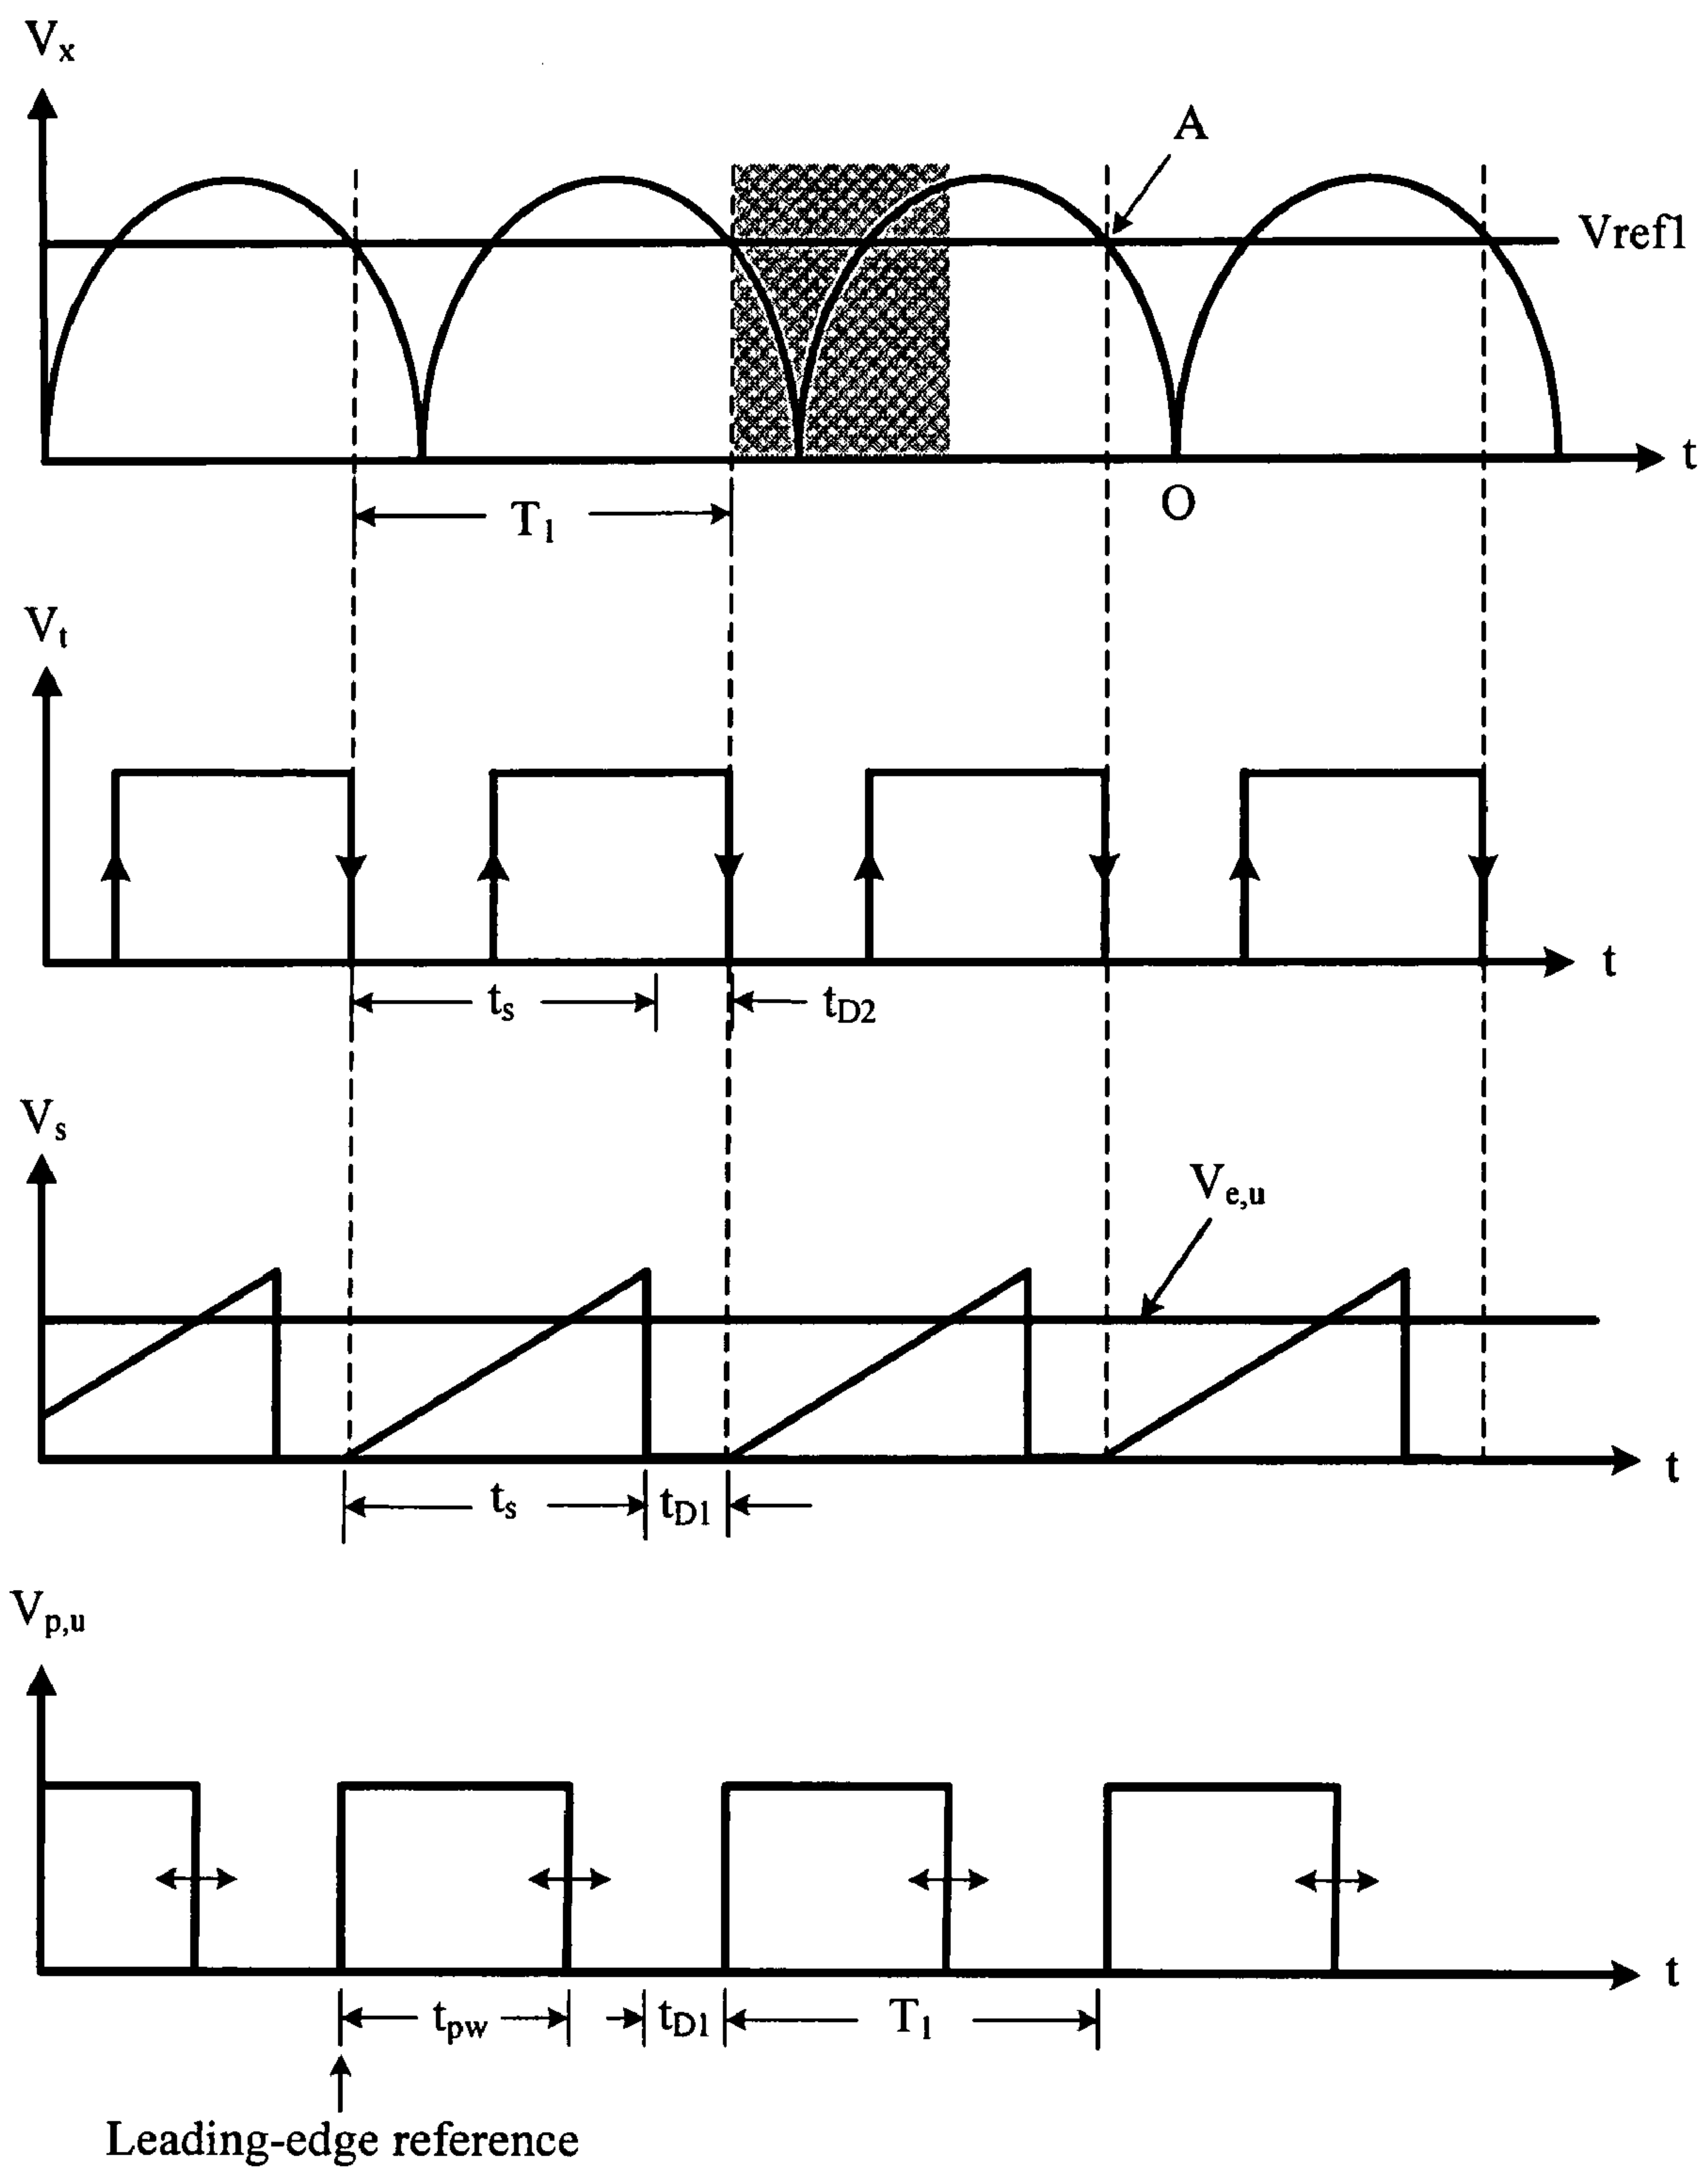 Vx
A
Vref1
t
T1
O
Vt
t
ts
tD2
Vs
Ve,u
t
ts
tD1
Vp,u
t
tpw
tD1
T1
Leading-edge reference